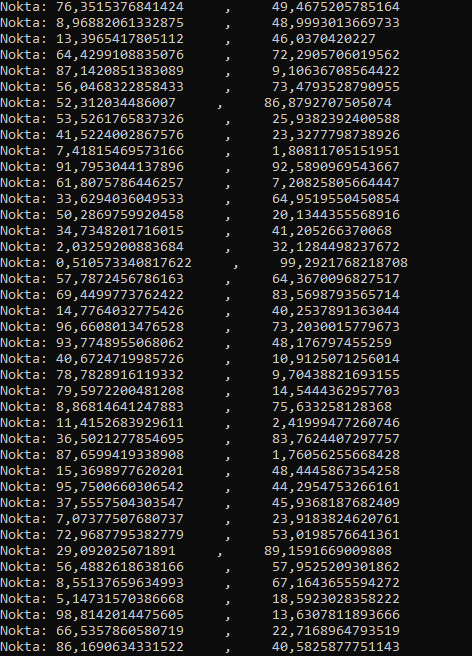 Nokta: 76,3515376841424 , 49,4675205785164
Nokta: 8,96882061332875 , 48,9993013669733
Nokta: 13,3965417805112 , 46,0370420227
Nokta: 64,4299108835076 , 72,2905706019562
Nokta: 87,1420851383089 , 9,10636708564422
Nokta: 56,0468322858433 , 73,4793528790955
Nokta: 52,312034486007 , 86,8792707505074
Nokta: 53,5261765837326 , 25,9382392400588
Nokta: 41,5224002867576 , 23,3277798738926
Nokta: 7,41815469573166 , 1,80811705151951
Nokta: 91,7953044137896 , 92,5890969543667
Nokta: 61,8075786446257 , 7,20825805664447
Nokta: 33,6294036049533 , 64,9519550450854
Nokta: 50,2869759920458 , 20,1344355568916
Nokta: 34,7348201716015 , 41,205266370068
Nokta: 2,03259200883684 , 32,1284498237672
Nokta: 0,510573340817622 , 99,2921768218708
Nokta: 57,7872456786163 , 64,3670096827517
Nokta: 69,4499773762422 , 83,5698793565714
Nokta: 14,7764032775426 , 40,2537891363044
Nokta: 96,6608013476528 , 73,2030015779673
Nokta: 93,7748955068062 , 48,176797455259
Nokta: 40,6724719985726 , 10,9125071256014
Nokta: 78,7828916119332 , 9,70438821693155
Nokta: 79,5972200481208 , 14,5444362957703
Nokta: 8,86814641247883 , 75,633258128368
Nokta: 11,4152683929611 , 2,41999477260746
Nokta: 36,5021277854695 , 83,7624407297757
Nokta: 87,6599419338908 , 1,76056255668428
Nokta: 15,3698977620201 , 48,4445867354258
Nokta: 95,7500660306542 , 44,2954753266161
Nokta: 37,5557504303547 , 45,9368187682409
Nokta: 7,07377507680737 , 23,9183824620761
Nokta: 72,9687795382779 , 53,0198576641361
Nokta: 29,092025071891 , 89,1591669009808
Nokta: 56,4882618638166 , 57,9525209301862
Nokta: 8,55137659634993 , 67,1643655594272
Nokta: 5,14731570386668 , 18,5923028358222
Nokta: 98,8142014475605 , 13,6307811893666
Nokta: 66,5357860580719 , 22,7168964793519
Nokta: 86,1690634331522 , 40,5825877751143